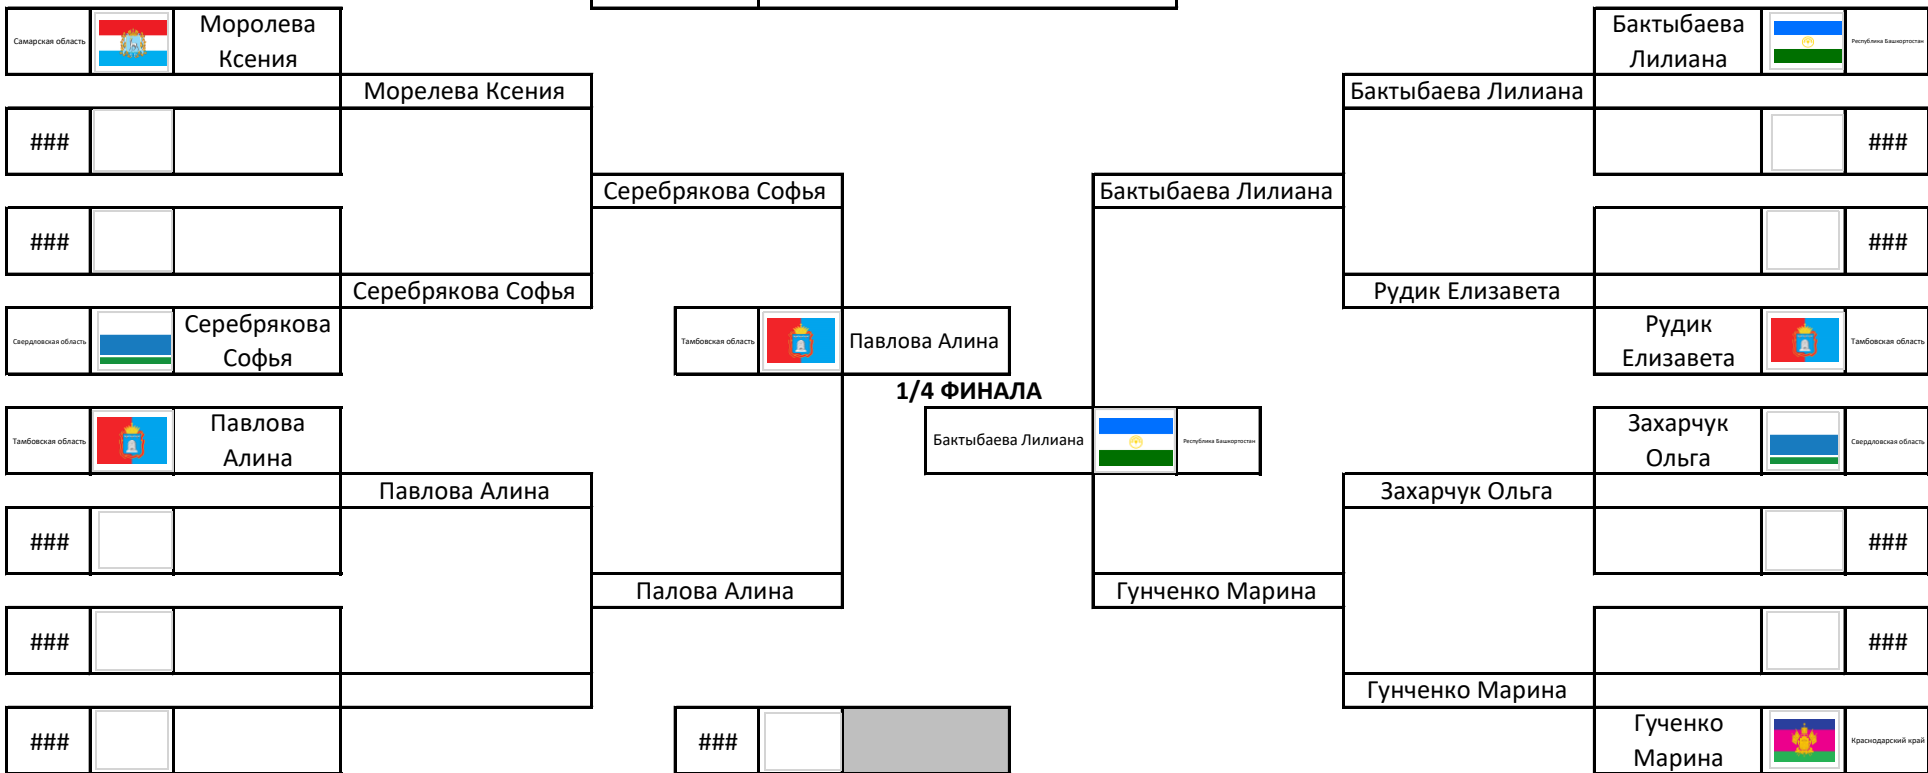 Самарская область
Моролева
Ксения
Бактыбаева
Лилиана
Республика Башкортостан
Морелева Ксения
Бактыбаева Лилиана
###
###
Серебрякова Софья
Бактыбаева Лилиана
###
###
Серебрякова Софья
Рудик Елизавета
Свердловская область
Серебрякова
Софья
Тамбовская область
Павлова Алина
Рудик
Елизавета
Тамбовская область
1/4 ФИНАЛА
Тамбовская область
Павлова
Алина
Бактыбаева Лилиана
Республика Башкортостан
Захарчук
Ольга
Свердловская область
Павлова Алина
Захарчук Ольга
###
###
Палова Алина
Гунченко Марина
###
###
Гунченко Марина
###
###
Гученко
Марина
Краснодарский край